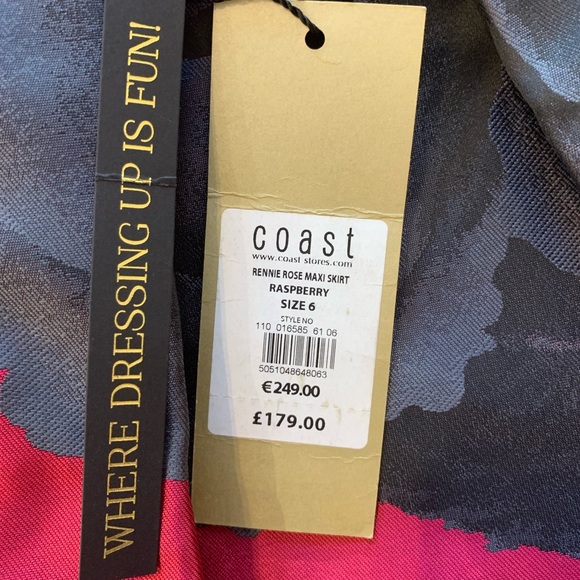 WHERE DRESSING UP IS FUN!
coast
www.coast stores.com
RENNIE ROSE MAXI SKIRT
RASPBERRY
SIZE 6
STYLE NO
110 016585 61 06
5051048648063
€249.00
£179.00